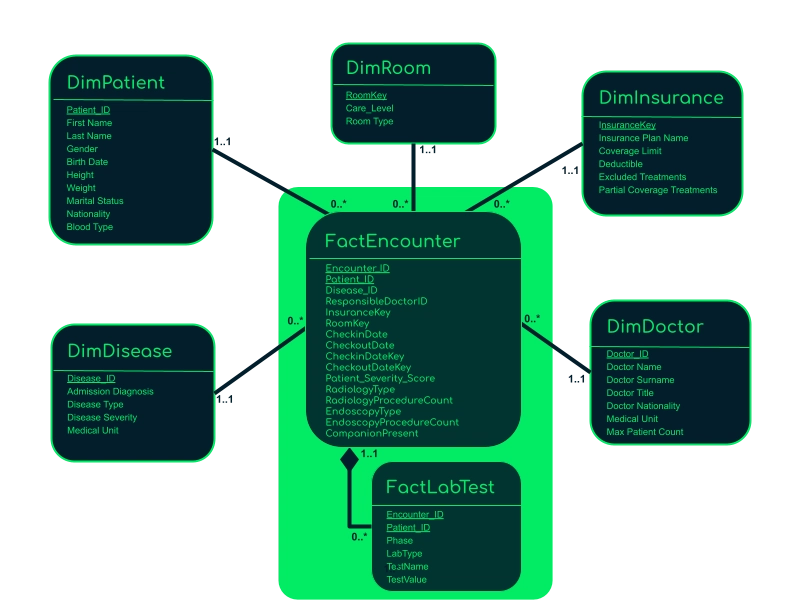 DimPatient
Patient_ID
First Name
Last Name
Gender
Birth Date
Height
Weight
Marital Status
Nationality
Blood Type
DimRoom
RoomKey
Care_Level
Room Type
DimInsurance
InsuranceKey
Insurance Plan Name
Coverage Limit
Deductible
Excluded Treatments
Partial Coverage Treatments
1..1
1..1
1..1
0..*
0..*
0..*
FactEncounter
Encounter_ID
Patient_ID
Disease_ID
ResponsibleDoctorID
InsuranceKey
RoomKey
CheckinDate
CheckoutDate
CheckinDateKey
CheckoutDateKey
Patient_Severity_Score
RadiologyType
RadiologyProcedureCount
EndoscopyType
EndoscopyProcedureCount
CompanionPresent
0..*
0..*
DimDisease
Disease_ID
Admission Diagnosis
Disease Type
Disease Severity
Medical Unit
1..1
DimDoctor
Doctor_ID
Doctor Name
Doctor Surname
Doctor Title
Doctor Nationality
Medical Unit
Max Patient Count
1..1
1..1
0..*
FactLabTest
Encounter_ID
Patient_ID
Phase
LabType
TestName
TestValue